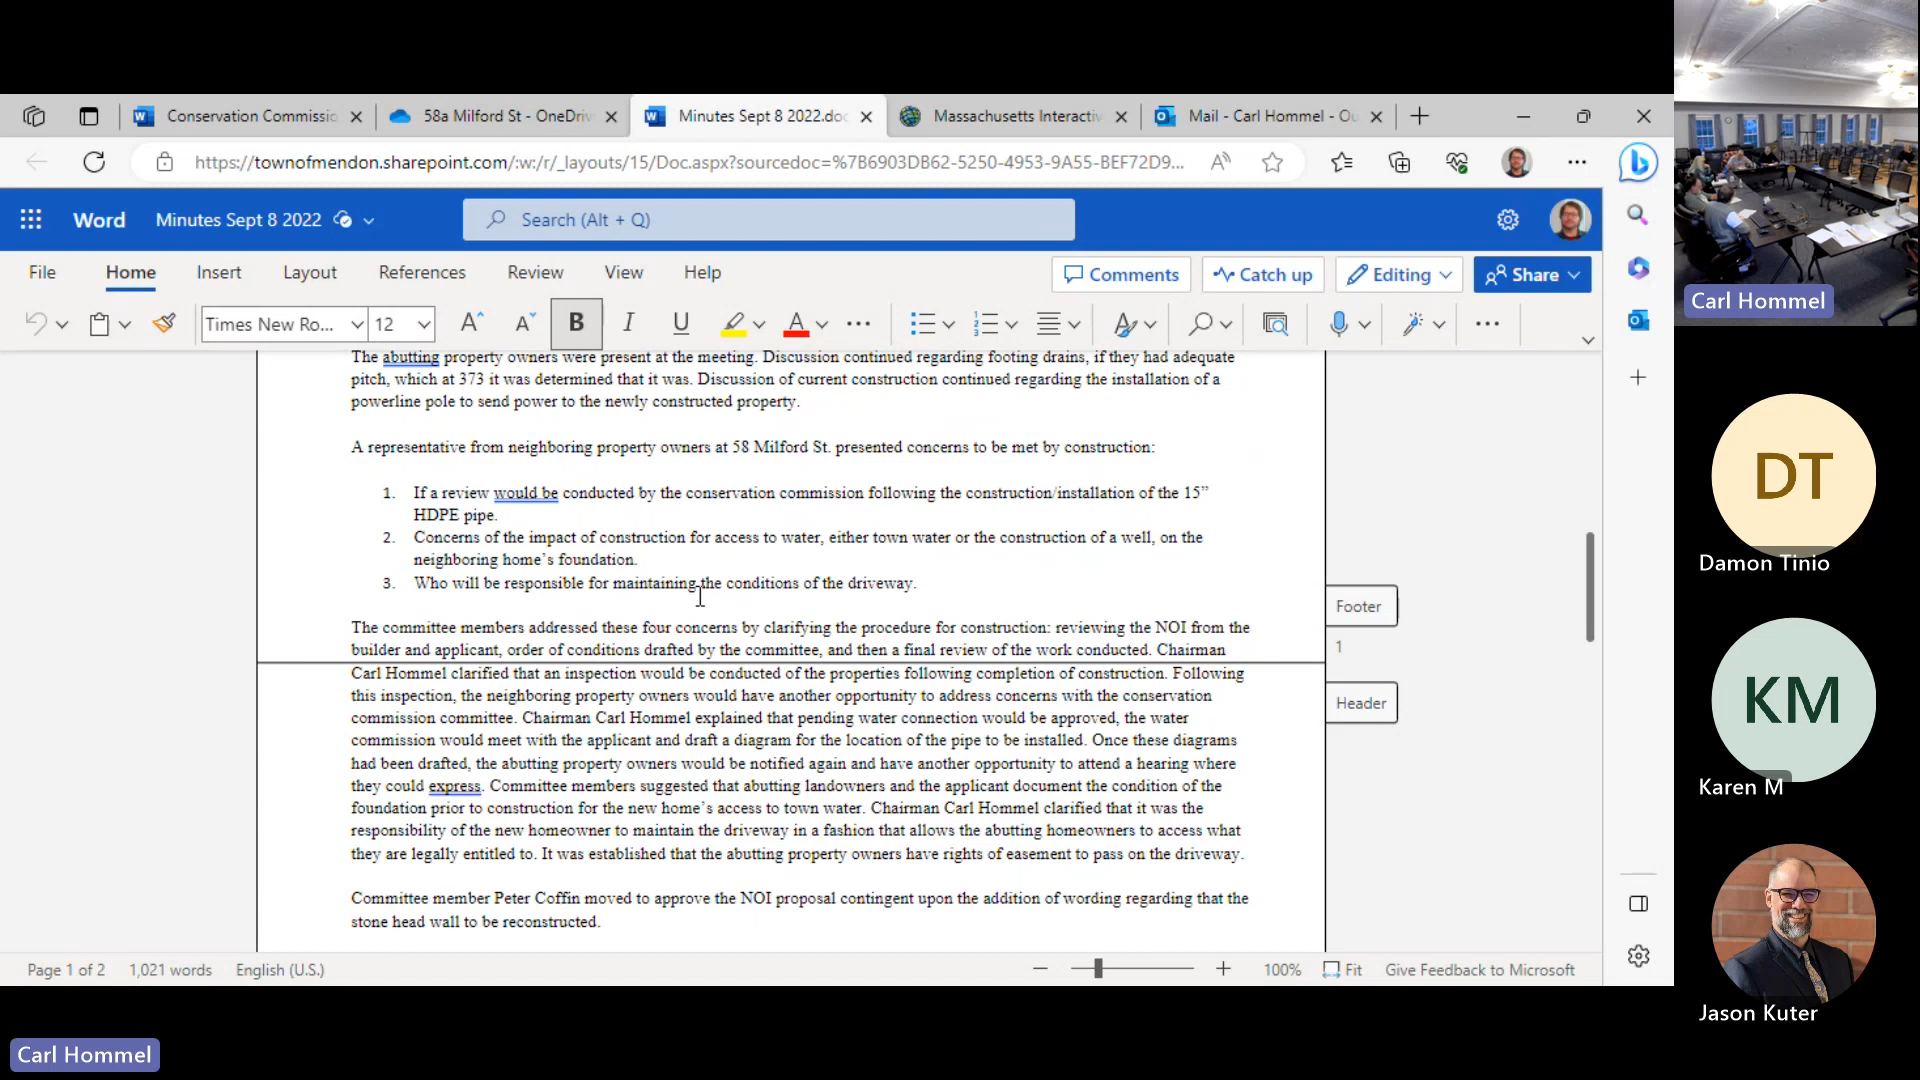 Conservation Commissio
58a Milford St - OneDriv
Minutes Sept 8 2022.doc
Massachusetts Interactiv
Mail - Carl Hommel - Ou
https://townofmendon.sharepoint.com/:w:/r/_layouts/15/Doc.aspx?sourcedoc=%7B6903DB62-5250-4953-9A55-BEF72D9...
Word
Minutes Sept 8 2022
Search (Alt + Q)
File
Home
Insert
Layout
References
Review
View
Help
Comments
Catch up
Editing
Share
Times New Ro...
12
The abutting property owners were present at the meeting. Discussion continued regarding footing drains, if they had adequate
pitch, which at 373 it was determined that it was. Discussion of current construction continued regarding the installation of a
powerline pole to send power to the newly constructed property.
A representative from neighboring property owners at 58 Milford St. presented concerns to be met by construction:
1. If a review would be conducted by the conservation commission following the construction/installation of the 15”
HDPE pipe.
2. Concerns of the impact of construction for access to water, either town water or the construction of a well, on the
neighboring home’s foundation.
3. Who will be responsible for maintaining the conditions of the driveway.
The committee members addressed these four concerns by clarifying the procedure for construction: reviewing the NOI from the
builder and applicant, order of conditions drafted by the committee, and then a final review of the work conducted. Chairman
Carl Hommel clarified that an inspection would be conducted of the properties following completion of construction. Following
this inspection, the neighboring property owners would have another opportunity to address concerns with the conservation
commission committee. Chairman Carl Hommel explained that pending water connection would be approved, the water
commission would meet with the applicant and draft a diagram for the location of the pipe to be installed. Once these diagrams
had been drafted, the abutting property owners would be notified again and have another opportunity to attend a hearing where
they could express. Committee members suggested that abutting landowners and the applicant document the condition of the
foundation prior to construction for the new home’s access to town water. Chairman Carl Hommel clarified that it was the
responsibility of the new homeowner to maintain the driveway in a fashion that allows the abutting homeowners to access what
they are legally entitled to. It was established that the abutting property owners have rights of easement to pass on the driveway.
Committee member Peter Coffin moved to approve the NOI proposal contingent upon the addition of wording regarding that the
stone head wall to be reconstructed.
Footer
1
Header
Page 1 of 2
1,021 words
English (U.S.)
100%
Fit
Give Feedback to Microsoft
Carl Hommel
DT
Damon Tinio
KM
Karen M
Jason Kuter
Carl Hommel